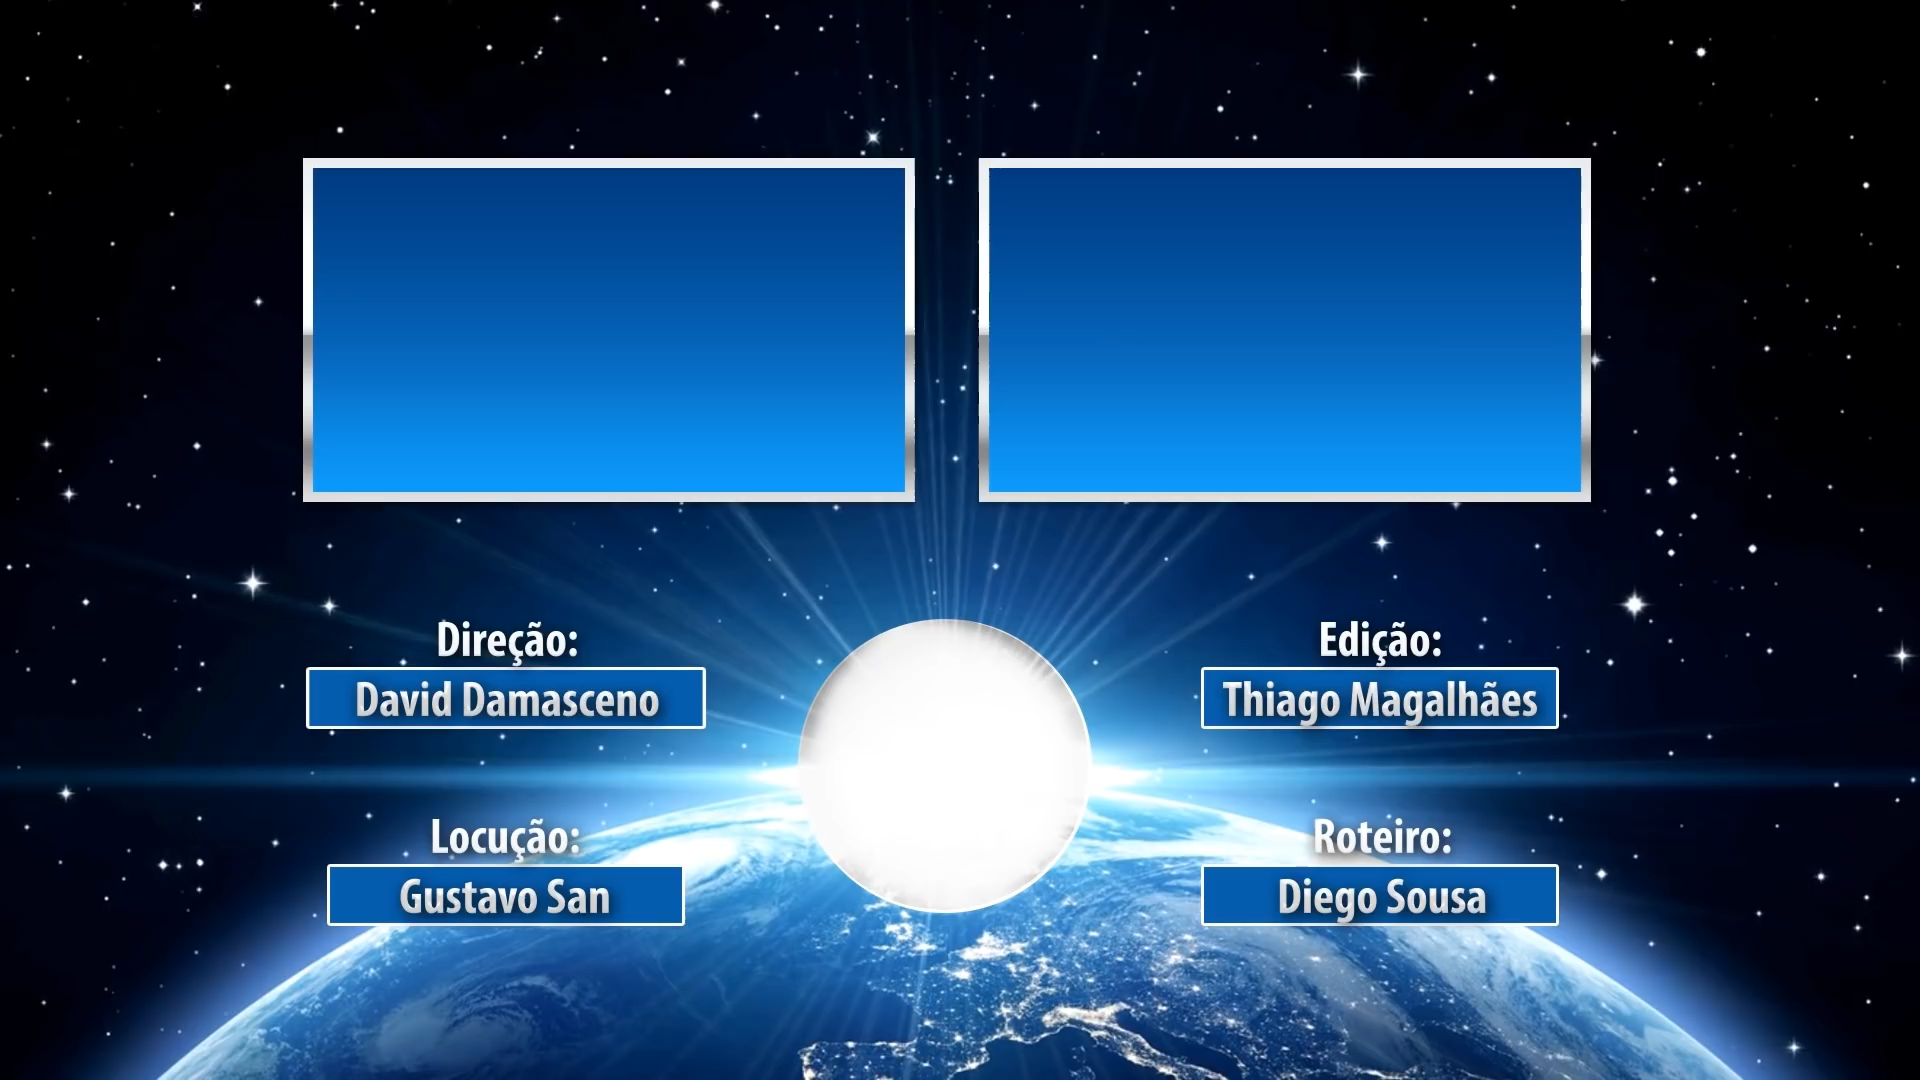 Direção:
David Damasceno
Edição:
Thiago Magalhães
Locução:
Gustavo San
Roteiro:
Diego Sousa